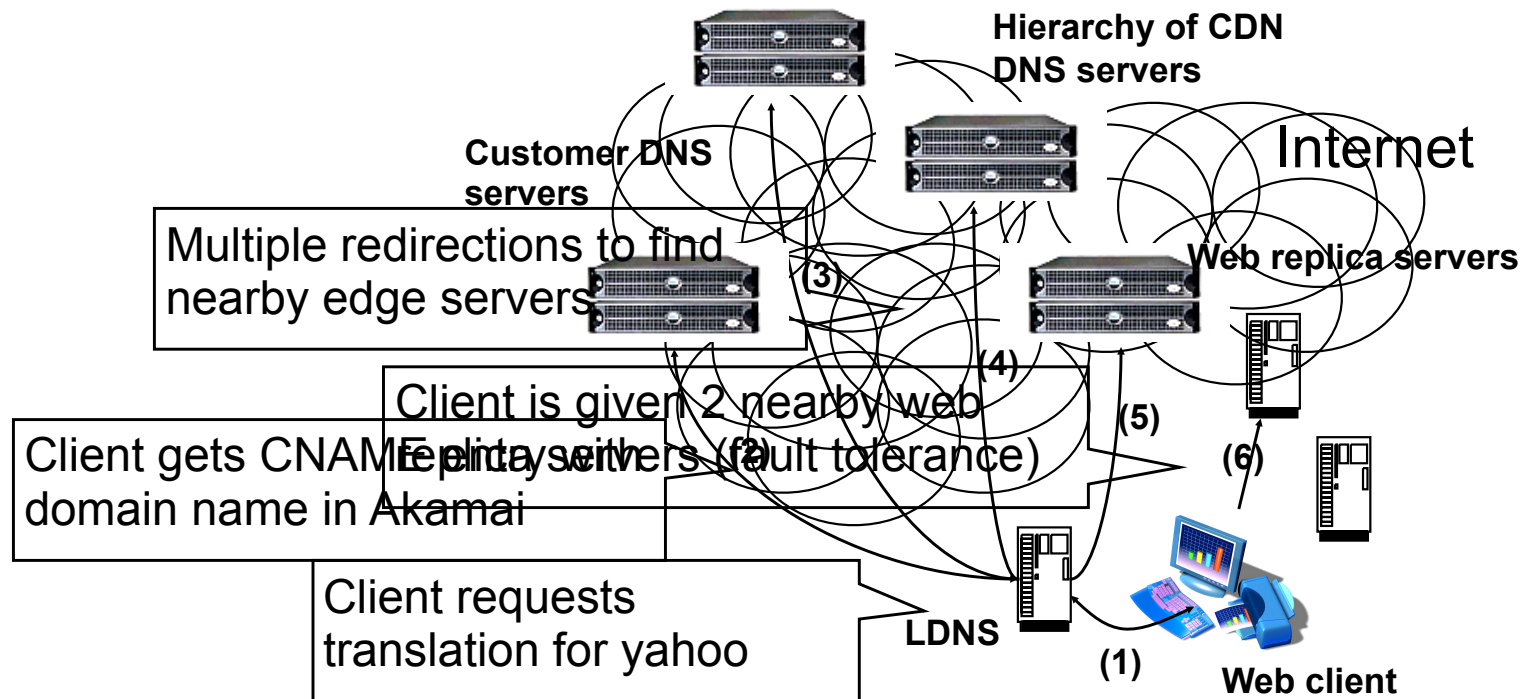 Hierarchy of CDN
DNS servers
Internet
Customer DNS
servers
Multiple redirections to find
nearby edge servers
Web replica servers
(3)
(4)
(5)
Client is given 2 nearby web
replica servers (fault tolerance)
Client gets CNAME entry with
domain name in Akamai
(2)
(6)
Client requests
translation for yahoo
LDNS
(1)
Web client